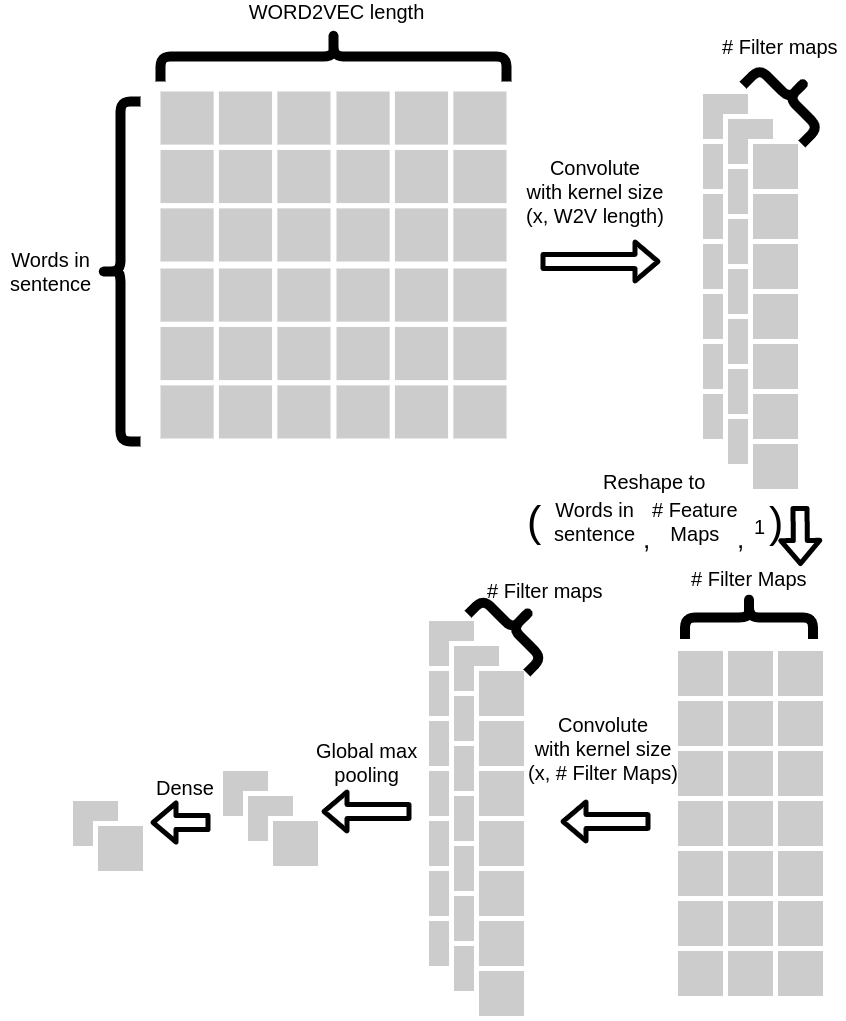 WORD2VEC length
# Filter maps
Convolute
with kernel size
(x, W2V length)
Words in
sentence
Reshape to
( Words in # Feature
sentence , Maps , 1 )
# Filter Maps
# Filter maps
Convolute
with kernel size
(x, # Filter Maps)
Global max
pooling
Dense